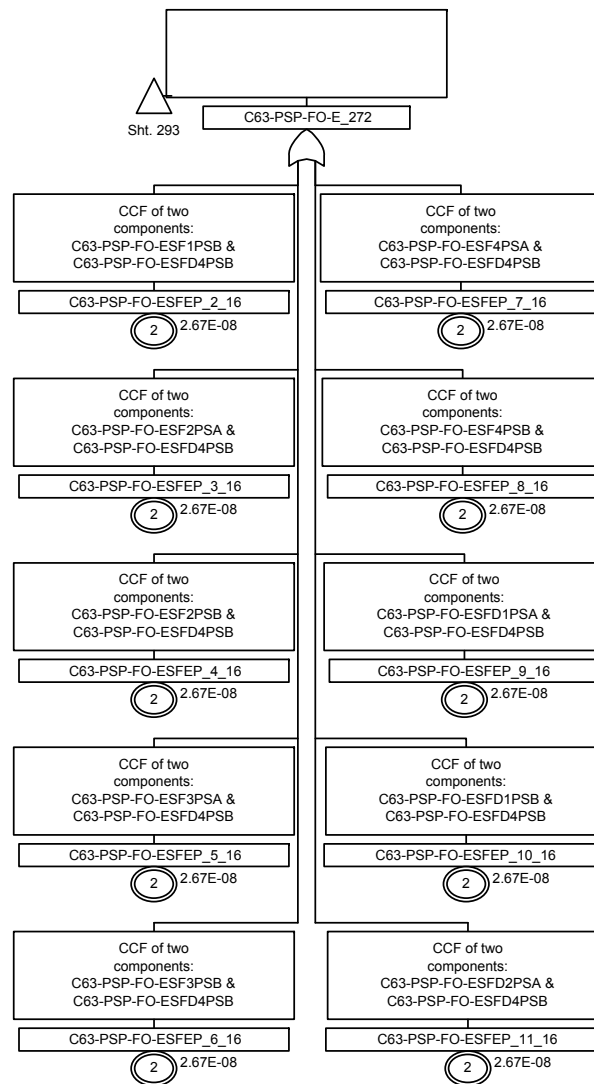 Sht. 293
C63-PSP-FO-E_272
CCF of two
components:
C63-PSP-FO-ESF1PSB &
C63-PSP-FO-ESFD4PSB
C63-PSP-FO-ESFEP_2_16
2
2.67E-08
CCF of two
components:
C63-PSP-FO-ESF2PSA &
C63-PSP-FO-ESFD4PSB
C63-PSP-FO-ESFEP_3_16
2
2.67E-08
CCF of two
components:
C63-PSP-FO-ESF2PSB &
C63-PSP-FO-ESFD4PSB
C63-PSP-FO-ESFEP_4_16
2
2.67E-08
CCF of two
components:
C63-PSP-FO-ESF3PSA &
C63-PSP-FO-ESFD4PSB
C63-PSP-FO-ESFEP_5_16
2
2.67E-08
CCF of two
components:
C63-PSP-FO-ESF3PSB &
C63-PSP-FO-ESFD4PSB
C63-PSP-FO-ESFEP_6_16
2
2.67E-08
CCF of two
components:
C63-PSP-FO-ESF4PSA &
C63-PSP-FO-ESFD4PSB
C63-PSP-FO-ESFEP_7_16
2
2.67E-08
CCF of two
components:
C63-PSP-FO-ESF4PSB &
C63-PSP-FO-ESFD4PSB
C63-PSP-FO-ESFEP_8_16
2
2.67E-08
CCF of two
components:
C63-PSP-FO-ESFD1PSA &
C63-PSP-FO-ESFD4PSB
C63-PSP-FO-ESFEP_9_16
2
2.67E-08
CCF of two
components:
C63-PSP-FO-ESFD1PSB &
C63-PSP-FO-ESFD4PSB
C63-PSP-FO-ESFEP_10_16
2
2.67E-08
CCF of two
components:
C63-PSP-FO-ESFD2PSA &
C63-PSP-FO-ESFD4PSB
C63-PSP-FO-ESFEP_11_16
2
2.67E-08